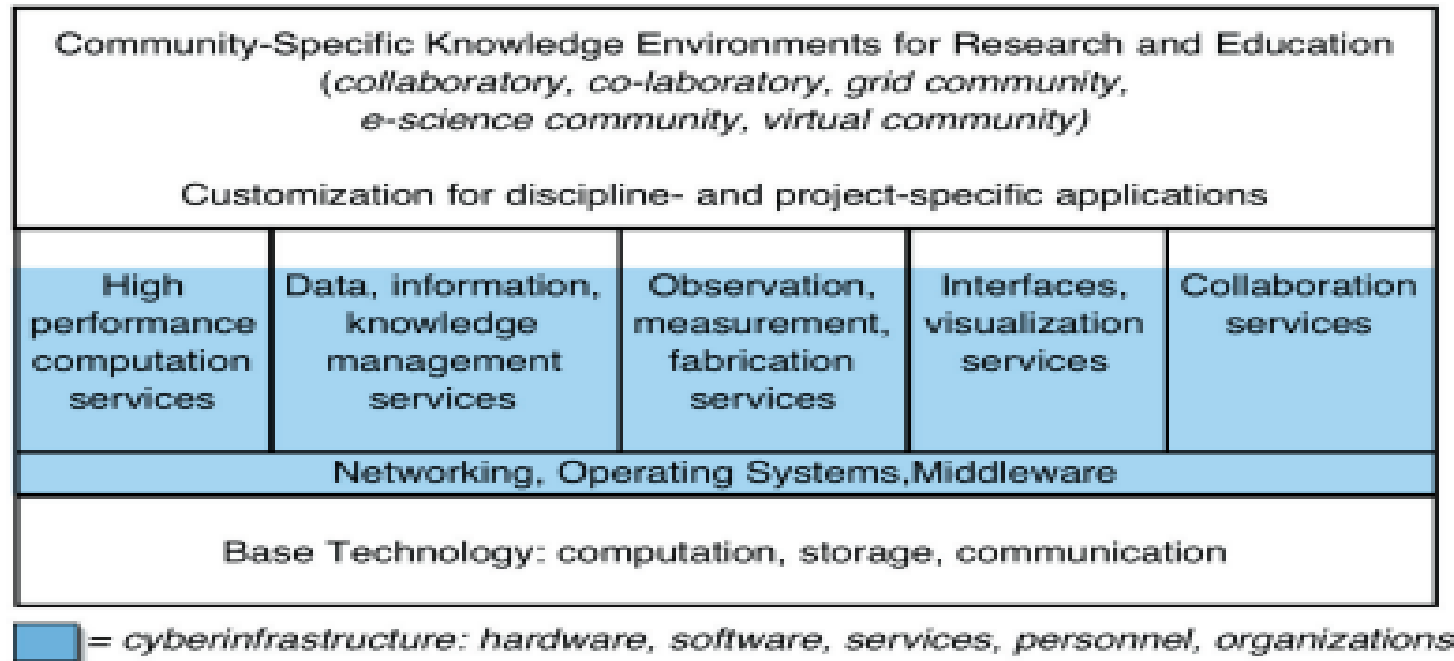 Community-Specific Knowledge Environments for Research and Education
(collaboratory, co-laboratory, grid community,
e-science community, virtual community)
Customization for discipline- and project-specific applications
High
performance
computation
services
Data, information,
knowledge
management
services
Observation,
measurement,
fabrication
services
Interfaces,
visualization
services
Collaboration
services
Networking, Operating Systems,Middleware
Base Technology: computation, storage, communication
= cyberinfrastructure: hardware, software, services, personnel, organizations